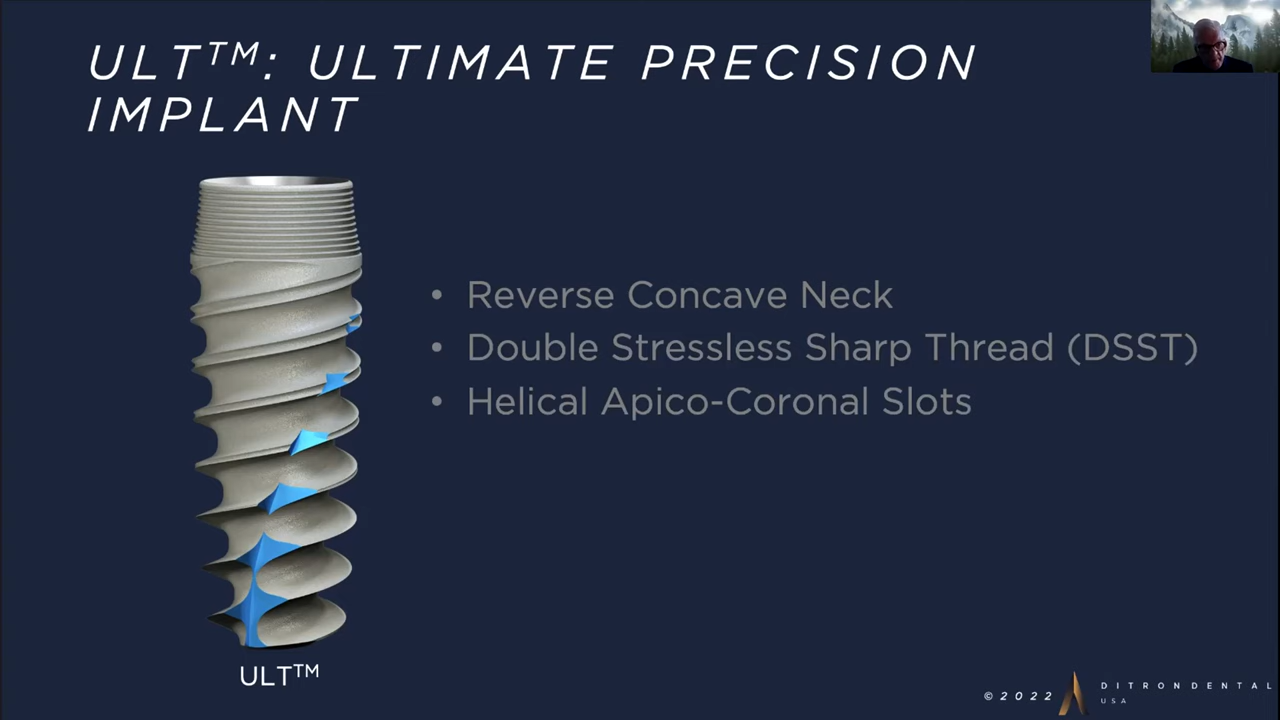 ULT™: ULTIMATE PRECISION
IMPLANT
• Reverse Concave Neck
• Double Stressless Sharp Thread (DSST)
• Helical Apico-Coronal Slots
ULT™
©2022
DITRONDENTAL
USA